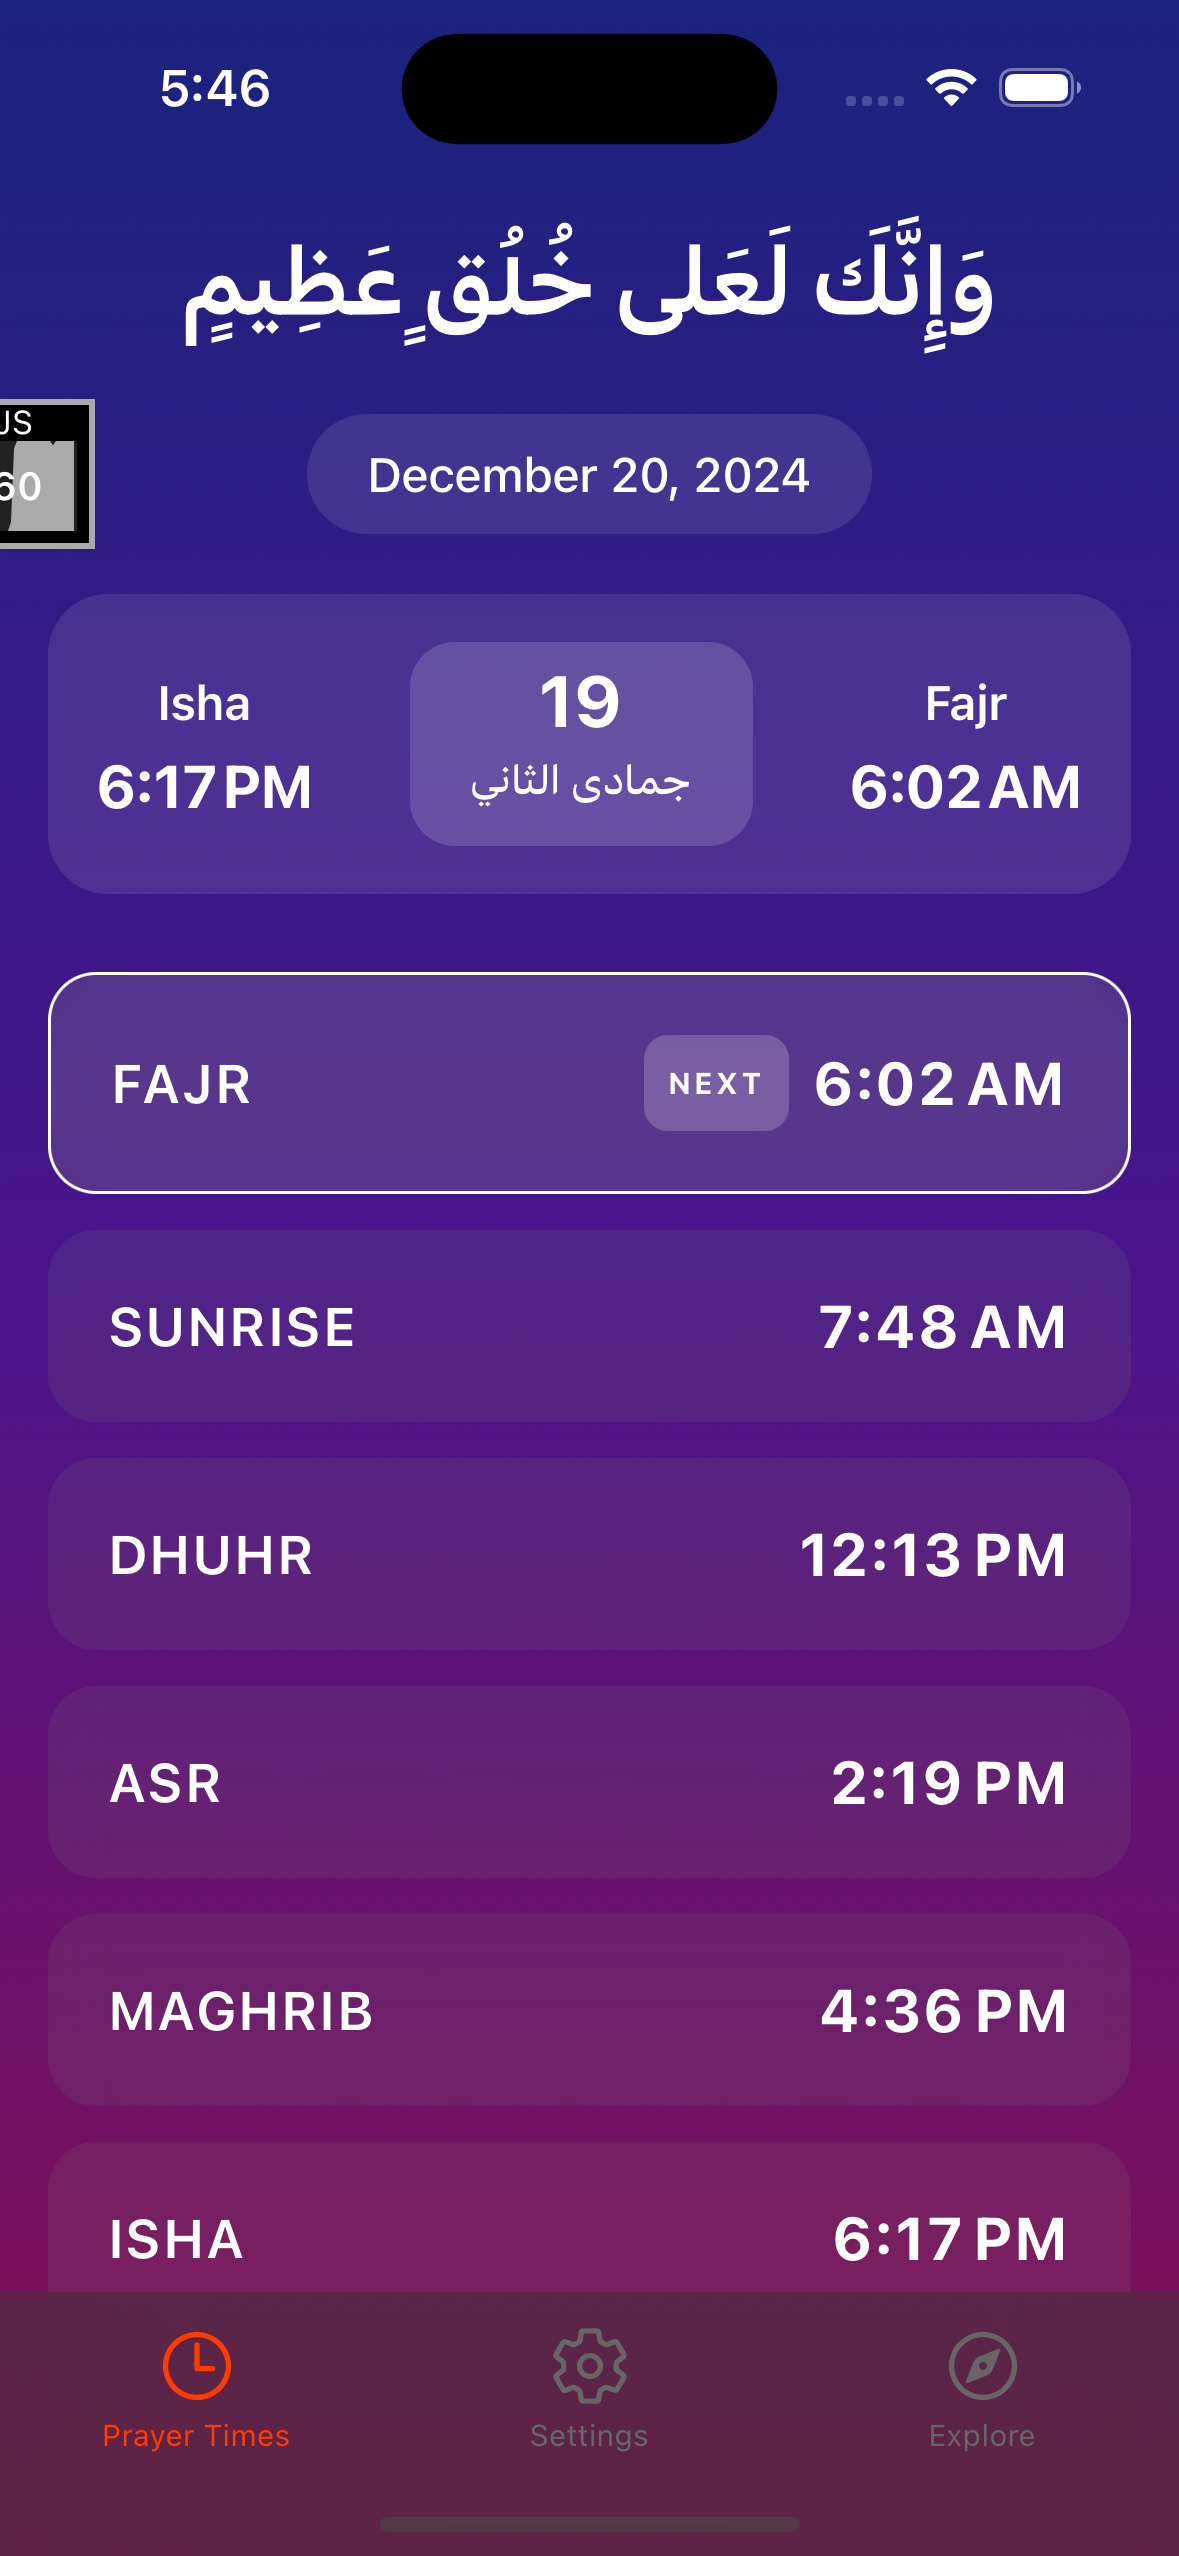 5:46
وَإِنَّكَ لَعَلى خُلُقٍ عَظِيمٍ
JS
60
December 20, 2024
Isha
6:17 PM
19
جمادى الثاني
Fajr
6:02 AM
FAJR NEXT 6:02 AM
SUNRISE 7:48 AM
DHUHR 12:13 PM
ASR 2:19 PM
MAGHRIB 4:36 PM
ISHA 6:17 PM
Prayer Times Settings Explore